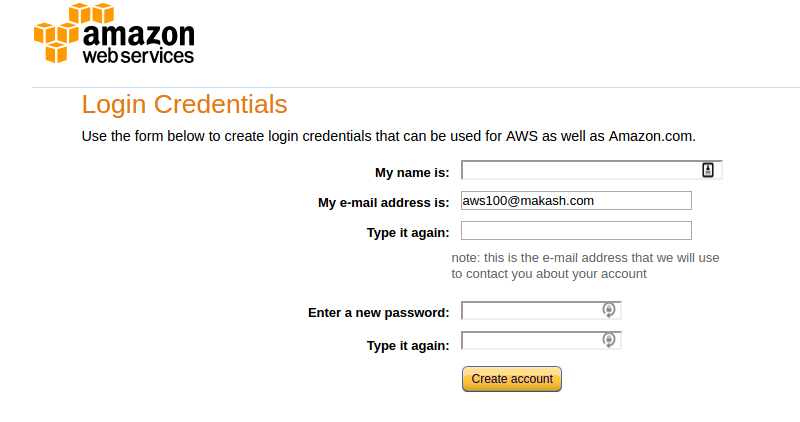 amazon
webservices
Login Credentials
Use the form below to create login credentials that can be used for AWS as well as Amazon.com.
My name is:
My e-mail address is: aws100@makash.com
Type it again:
note: this is the e-mail address that we will use
to contact you about your account
Enter a new password:
Type it again:
Create account